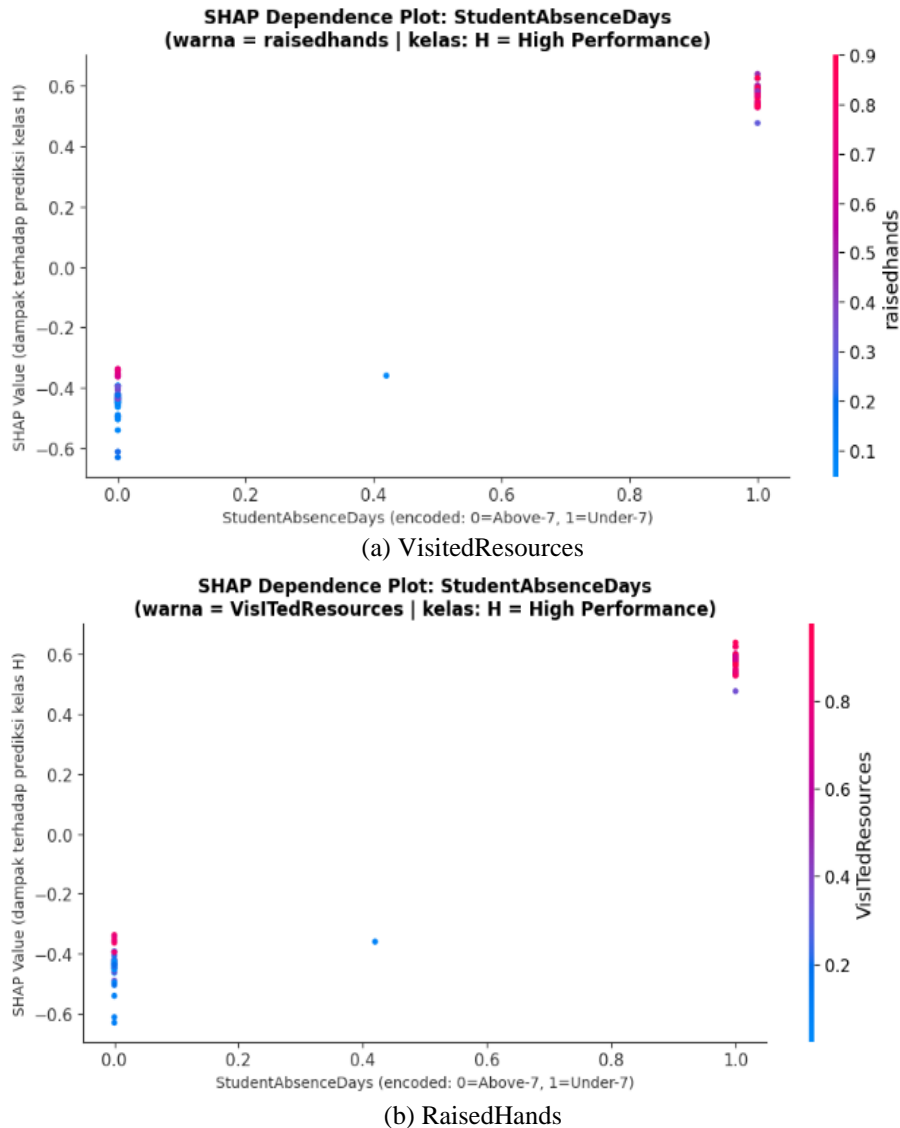 SHAP Dependence Plot: StudentAbsenceDays
(warna = raisedhands | kelas: H = High Performance)
SHAP Value (dampak terhadap prediksi kelas H)
0.6
0.4
0.2
0.0
−0.2
−0.4
−0.6
0.0 0.2 0.4 0.6 0.8 1.0
StudentAbsenceDays (encoded: 0=Above-7, 1=Under-7)
0.9
0.8
0.7
0.6
0.5
0.4
0.3
0.2
0.1
raisedhands
(a) VisitedResources
SHAP Dependence Plot: StudentAbsenceDays
(warna = VisITedResources | kelas: H = High Performance)
SHAP Value (dampak terhadap prediksi kelas H)
0.6
0.4
0.2
0.0
−0.2
−0.4
−0.6
0.0 0.2 0.4 0.6 0.8 1.0
StudentAbsenceDays (encoded: 0=Above-7, 1=Under-7)
0.8
0.6
0.4
0.2
VisITedResources
(b) RaisedHands